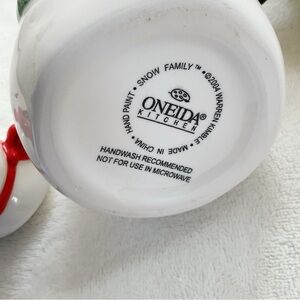 HAND PAINT • SNOW FAMILY™ • ©2004 WARREN KIMBLE • MADE IN CHINA •
ONEIDA®
KITCHEN
HANDWASH RECOMMENDED
NOT FOR USE IN MICROWAVE